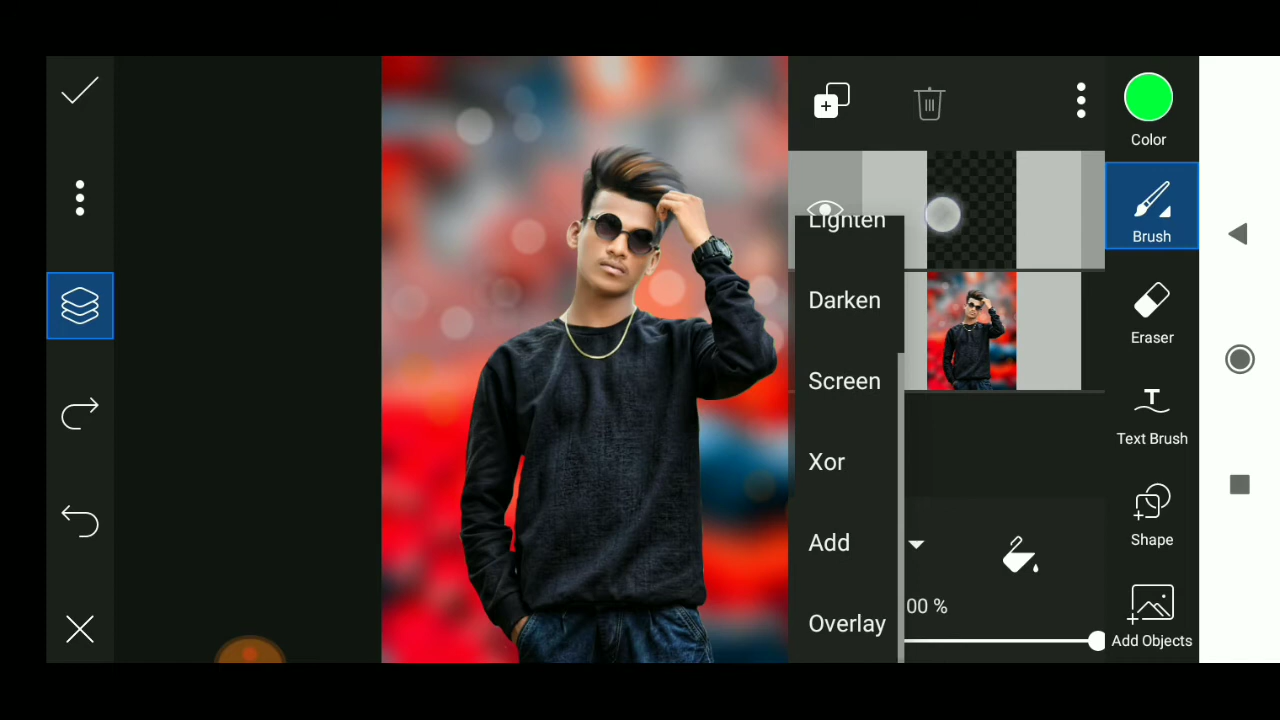 Color
Brush
Eraser
Text Brush
Shape
Add Objects
Lighten
Darken
Screen
Xor
Add
Overlay
00 %
T